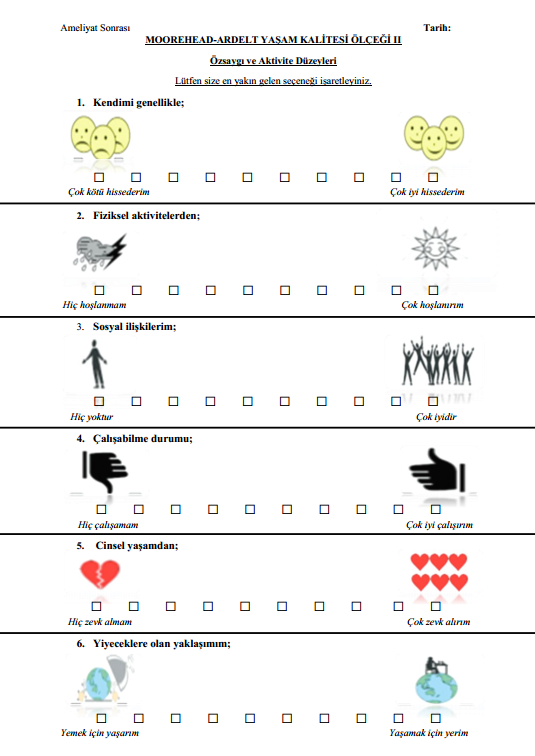 Ameliyat Sonrası Tarih:
MOOREHEAD-ARDELT YAŞAM KALİTESİ ÖLÇEĞİ II
Özsaygı ve Aktivite Düzeyleri
Lütfen size en yakın gelen seçeneği işaretleyiniz.
1. Kendimi genellikle;
☐ ☐ ☐ ☐ ☐ ☐ ☐ ☐ ☐ ☐
Çok kötü hissederim Çok iyi hissederim
2. Fiziksel aktivitelerden;
☐ ☐ ☐ ☐ ☐ ☐ ☐ ☐ ☐ ☐
Hiç hoşlanmam Çok hoşlanırım
3. Sosyal ilişkilerim;
☐ ☐ ☐ ☐ ☐ ☐ ☐ ☐ ☐ ☐
Hiç yoktur Çok iyidir
4. Çalışabilme durumu;
☐ ☐ ☐ ☐ ☐ ☐ ☐ ☐ ☐ ☐
Hiç çalışamam Çok iyi çalışırım
5. Cinsel yaşamdan;
☐ ☐ ☐ ☐ ☐ ☐ ☐ ☐ ☐ ☐
Hiç zevk almam Çok zevk alırım
6. Yiyeceklere olan yaklaşımım;
☐ ☐ ☐ ☐ ☐ ☐ ☐ ☐ ☐ ☐
Yemek için yaşarım Yaşamak için yerim